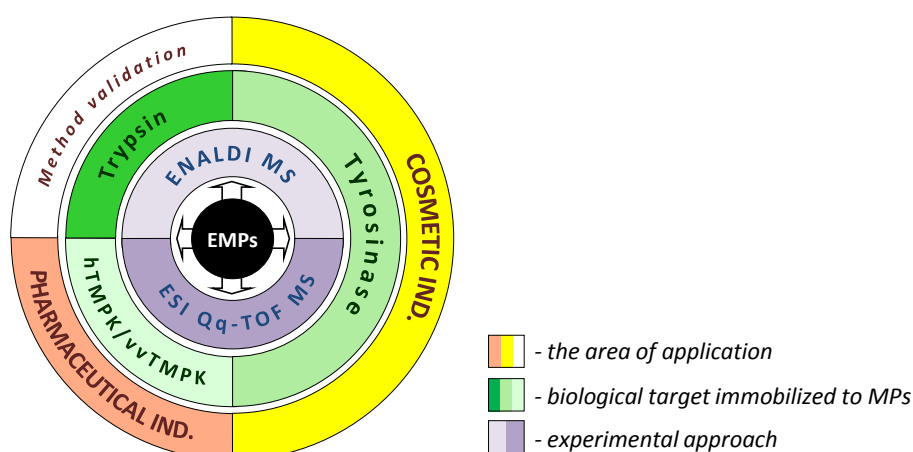 Method validation
COSMETIC IND.
PHARMACEUTICAL IND.
Trypsin
Tyrosinase
hTMPK/vvTMPK
ENALDI MS
EMPs
ESI Qq-TOF MS
- the area of application
- biological target immobilized to MPs
- experimental approach